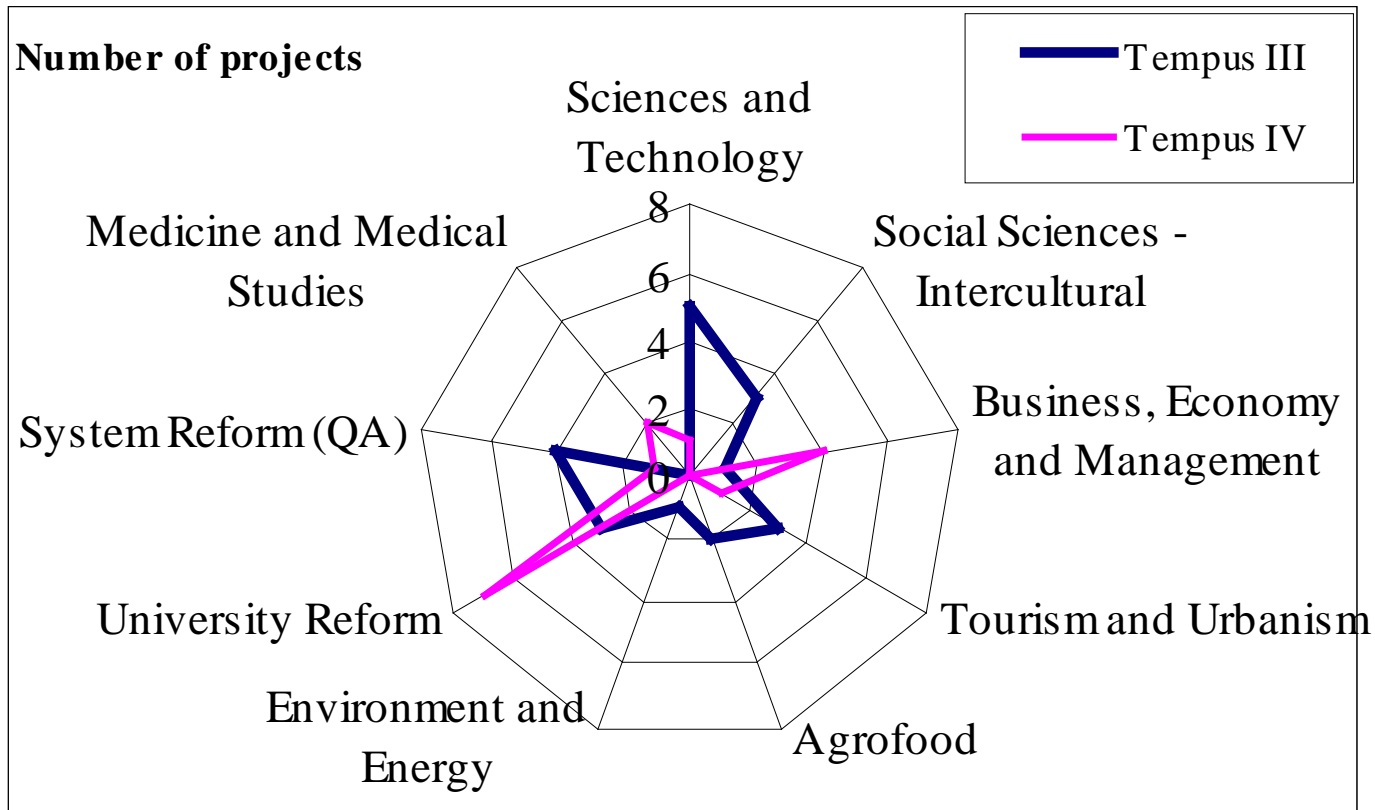 Number of projects
Tempus III
Tempus IV
Sciences and
Technology
Social Sciences -
Intercultural
Business, Economy
and Management
Tourism and Urbanism
Agrofood
Environment and
Energy
University Reform
System Reform (QA)
Medicine and Medical
Studies
8
6
4
2
0